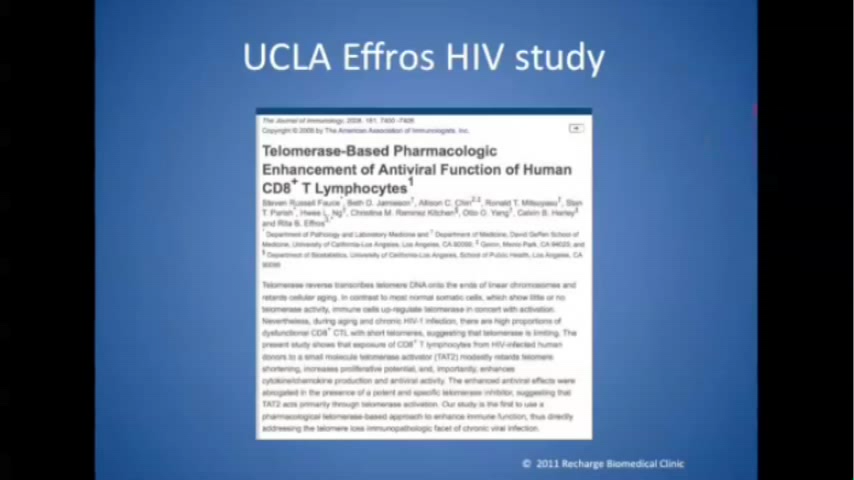 UCLA Effros HIV study
The Journal of Immunology, 2008, 181, 7400-7406
Copyright © 2008 by The American Association of Immunologists, Inc.
Telomerase-Based Pharmacologic
Enhancement of Antiviral Function of Human
CD8+ T Lymphocytes1
Steven Russell Fauce*, Beth D. Jamieson†, Allison C. Chin‡,2, Ronald T. Mitsuyasu†, Stan
T. Parish*, Hwee L. Ng†, Christina M. Ramirez Kitchen§, Otto O. Yang†, Calvin B. Harley‡
and Rita B. Effros
* Department of Pathology and Laboratory Medicine and † Department of Medicine, David Geffen School of
Medicine, University of California-Los Angeles, Los Angeles, CA 90095; ‡ Geron, Menlo Park, CA 94025; and
§ Department of Biostatistics, University of California-Los Angeles, School of Public Health, Los Angeles, CA
90095
Telomerase reverse transcribes telomere DNA onto the ends of linear chromosomes and
retards cellular aging. In contrast to most normal somatic cells, which show little or no
telomerase activity, immune cells up-regulate telomerase in concert with activation.
Nevertheless, during aging and chronic HIV-1 infection, there are high proportions of
dysfunctional CD8+ CTL with short telomeres, suggesting that telomerase is limiting. The
present study shows that exposure of CD8+ T lymphocytes from HIV-infected human
donors to a small molecule telomerase activator (TAT2) modestly retards telomere
shortening, increases proliferative potential, and, importantly, enhances
cytokine/chemokine production and antiviral activity. The enhanced antiviral effects were
abrogated in the presence of a potent and specific telomerase inhibitor, suggesting that
TAT2 acts primarily through telomerase activation. Our study is the first to use a
pharmacological telomerase-based approach to enhance immune function, thus directly
addressing the telomere loss immunopathologic facet of chronic viral infection.
© 2011 Recharge Biomedical Clinic